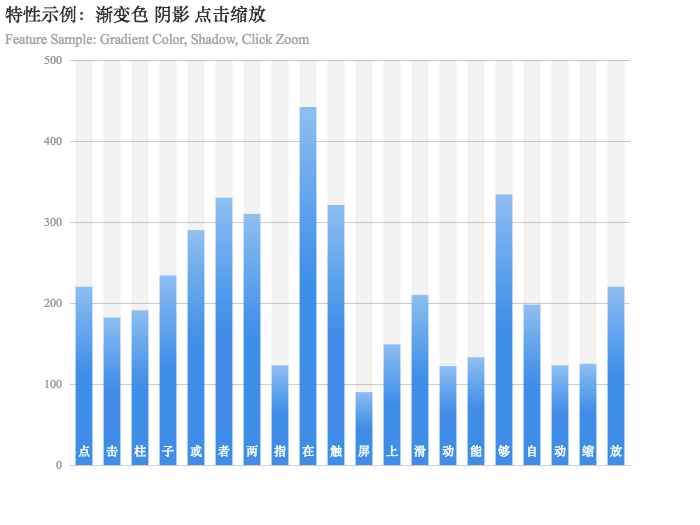 特性示例：渐变色 阴影 点击缩放
Feature Sample: Gradient Color, Shadow, Click Zoom
500
400
300
200
100
0
点 击 柱 子 或 者 两 指 在 触 屏 上 滑 动 能 够 自 动 缩 放